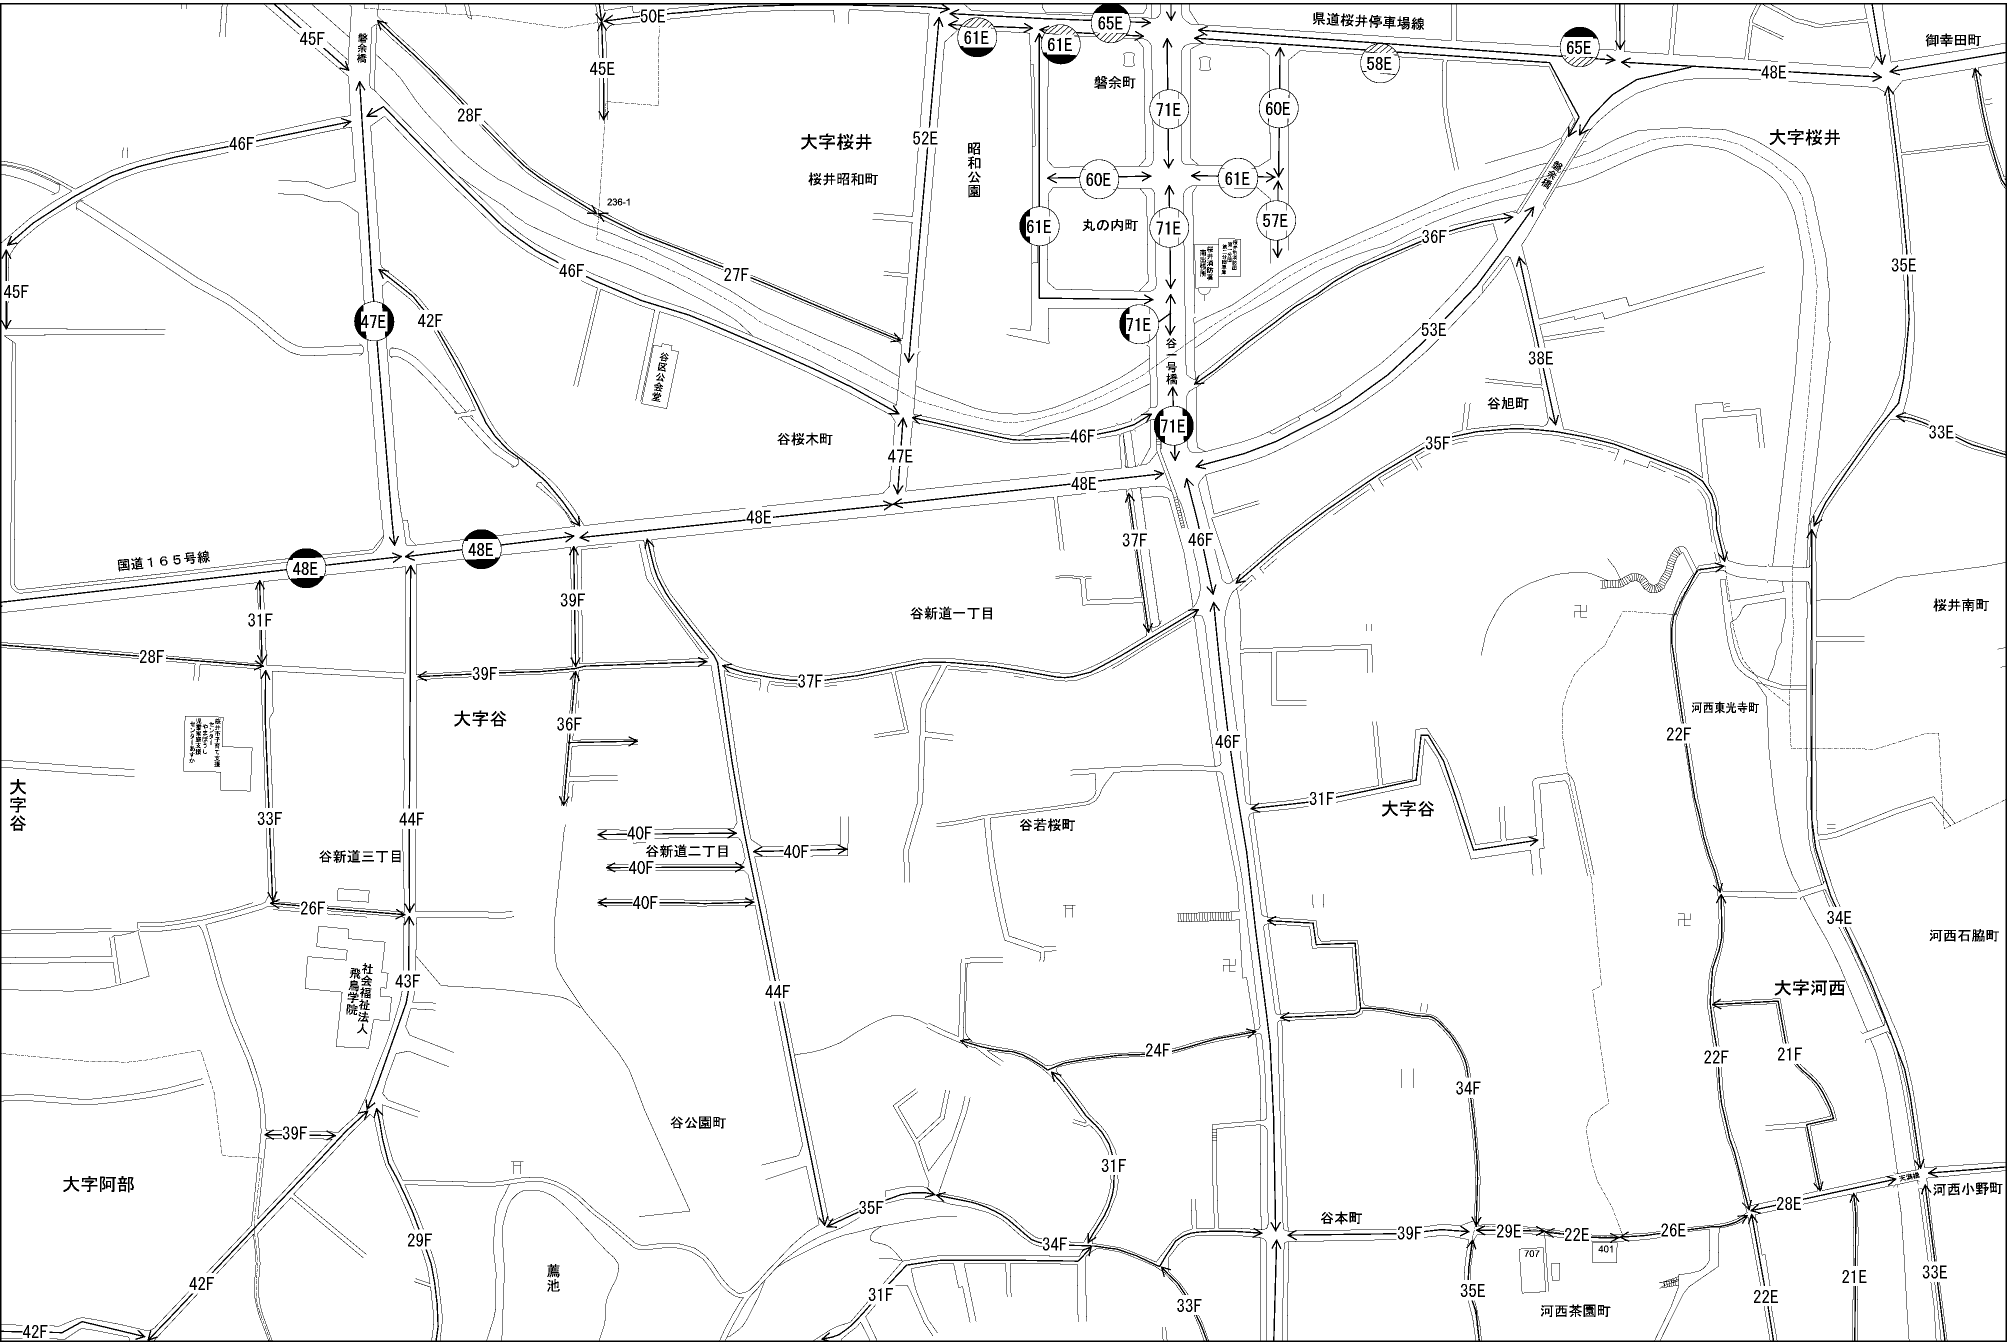 50E
65E
県道桜井停車場線
45F
磐余橋
61E
61E
65E
御幸田町
45E
58E
48E
磐余町
28F
71E
60E
46F
52E
大字桜井
昭和公園
大字桜井
桜井昭和町
60E
61E
磐余橋
236-1
61E
丸の内町
71E
57E
36F
桜井消防署
46F
27F
35E
45F
47E
42F
71E
谷一号橋
53E
38E
谷区公会堂
谷旭町
谷桜木町
46F
71E
35F
33E
47E
48E
48E
37F
46F
48E
国道165号線
48E
39F
31F
谷新道一丁目
桜井南町
28F
39F
37F
大字谷
36F
河西東光寺町
22F
46F
大字谷
31F
大字谷
33F
44F
40F
谷若桜町
谷新道三丁目
谷新道二丁目
40F
40F
40F
26F
34E
河西石脇町
社会福祉法人
飛鳥学院
43F
44F
大字河西
24F
22F
21F
34F
谷公園町
39F
31F
大字阿部
天満橋
河西小野町
35F
谷本町
28E
29F
34F
39F
29E
22E
26E
707
401
42F
薦池
31F
33F
35E
河西茶園町
22E
21E
33E
42F